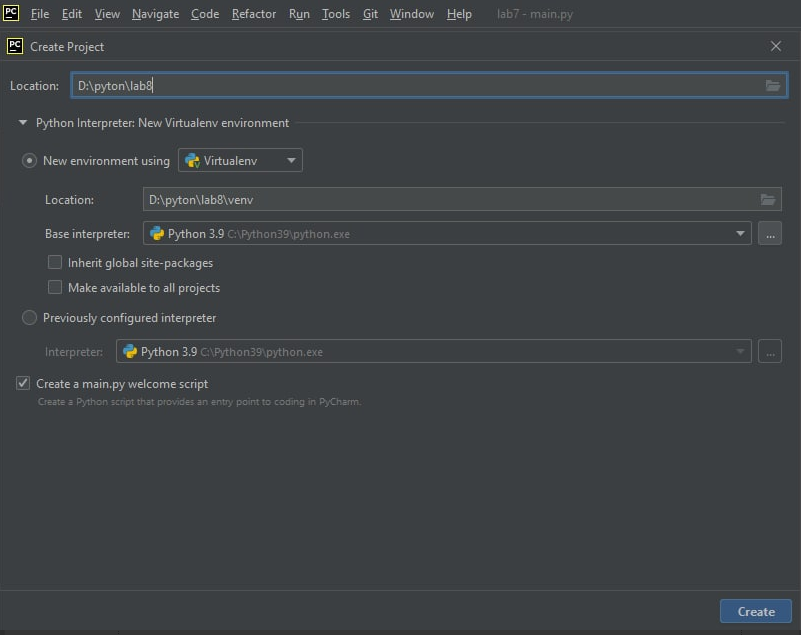 PC File Edit View Navigate Code Refactor Run Tools Git Window Help lab7 - main.py
PC Create Project
Location: D:\pyton\lab8
Python Interpreter: New Virtualenv environment
New environment using Virtualenv
Location: D:\pyton\lab8\venv
Base interpreter: Python 3.9 C:\Python39\python.exe ...
Inherit global site-packages
Make available to all projects
Previously configured interpreter
Interpreter: Python 3.9 C:\Python39\python.exe ...
Create a main.py welcome script
Create a Python script that provides an entry point to coding in PyCharm.
Create